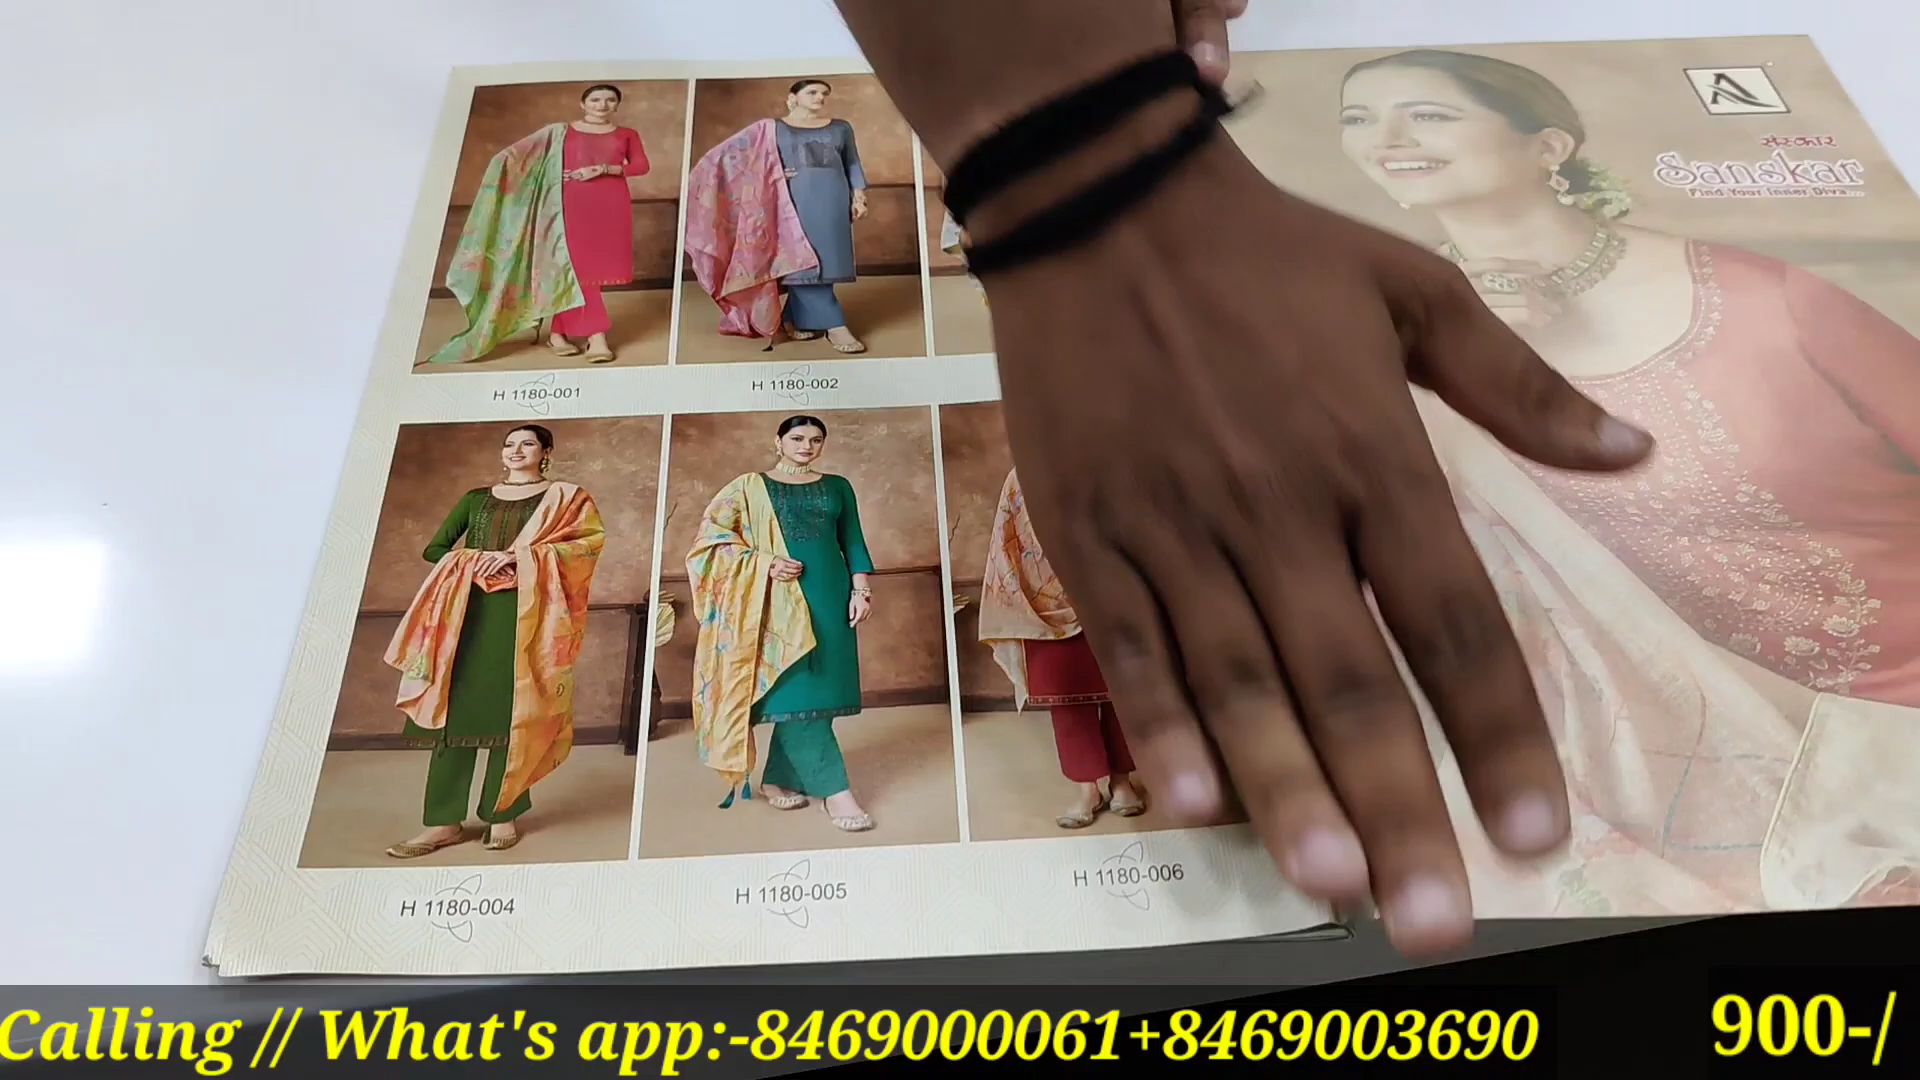 संस्कार
Sanskar
Find Your Inner Diva...
H 1180-001
H 1180-002
H 1180-004
H 1180-005
H 1180-006
Calling // What's app:-8469000061+8469003690
900-/